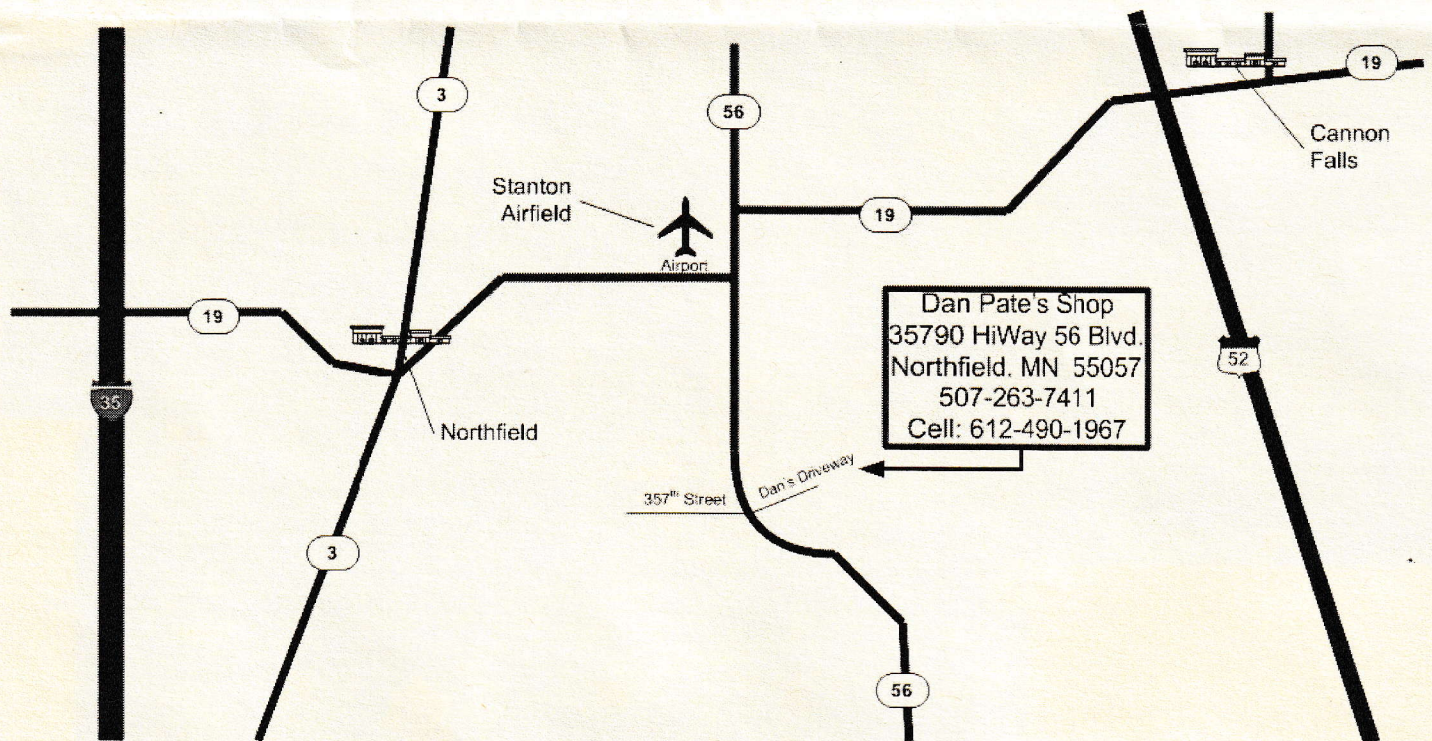 3
56
19
Cannon
Falls
Stanton
Airfield
Airport
19
19
Dan Pate's Shop
35790 HiWay 56 Blvd.
Northfield, MN 55057
507-263-7411
Cell: 612-490-1967
52
35
Northfield
Dan's Driveway
357th Street
3
56